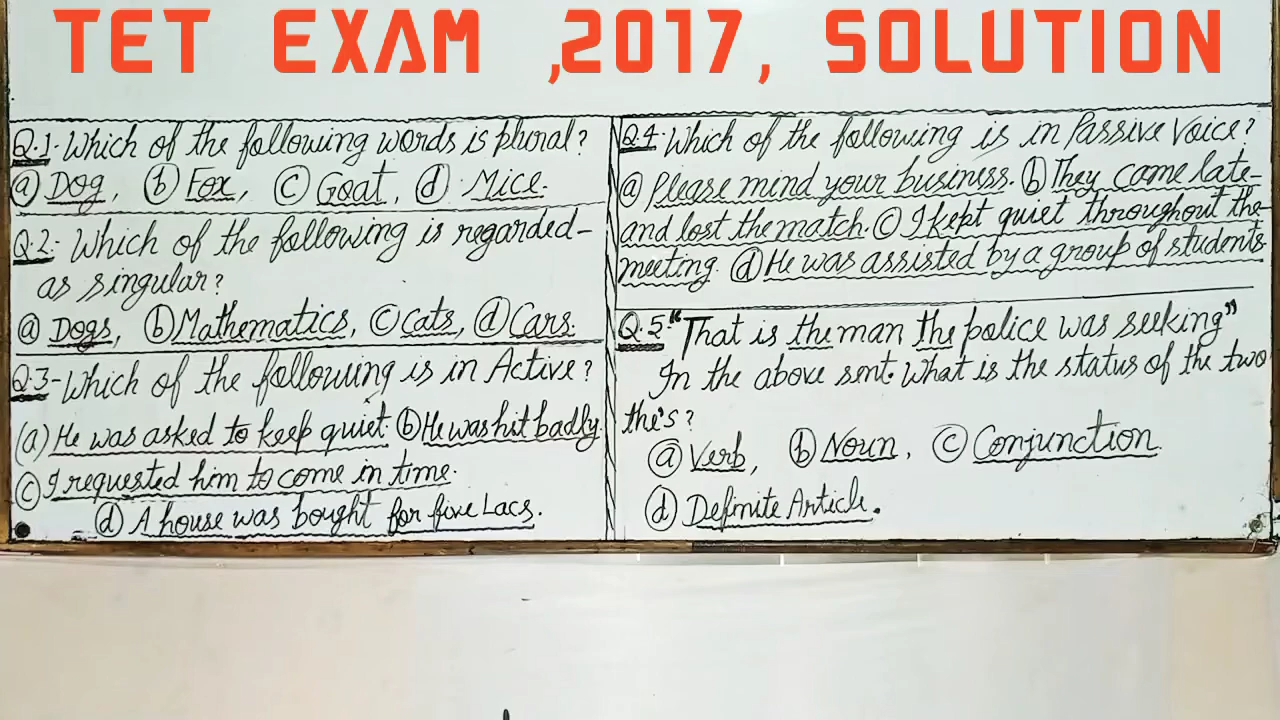 TET EXAM ,2017, SOLUTION
Q.1. Which of the following words is plural?
(a) Dog, (b) Fox, (c) Goat, (d) Mice.
Q.2:- Which of the following is regarded-
as singular?
(a) Dogs, (b) Mathematics, (c) Cats, (d) Cars.
Q.3- Which of the following is in Active?
(a) He was asked to keep quiet. (b) He was hit badly.
(c) I requested him to come in time.
(d) A house was bought for five Lacs.
Q.4. Which of the following is in Passive Voice?
(a) Please mind your business. (b) They came late-
and lost the match. (c) I kept quiet throughout the-
meeting. (d) He was assisted by a group of students.
Q.5. "That is the man the police was seeking"
In the above sent. What is the status of the two
the's?
(a) Verb, (b) Noun, (c) Conjunction.
(d) Definite Article.